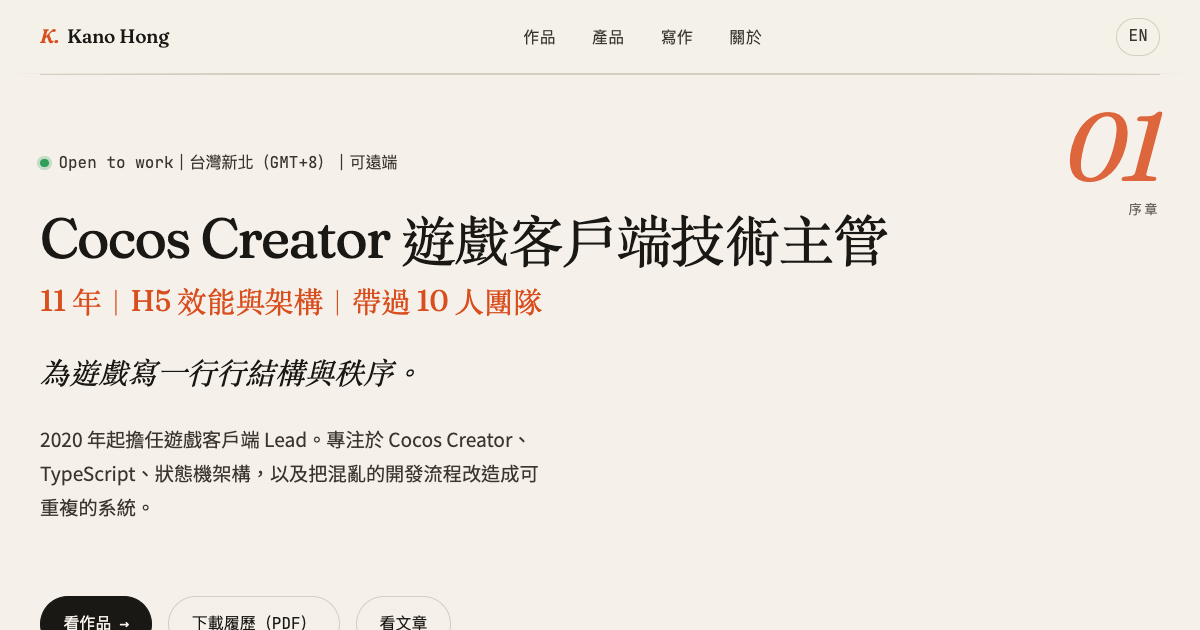 K. Kano Hong
作品
產品
寫作
關於
EN
01
序章
Open to work｜台灣新北（GMT+8）｜可遠端
Cocos Creator 遊戲客戶端技術主管
11 年｜H5 效能與架構｜帶過 10 人團隊
為遊戲寫一行行結構與秩序。
2020 年起擔任遊戲客戶端 Lead。專注於 Cocos Creator、
TypeScript、狀態機架構，以及把混亂的開發流程改造成可
重複的系統。
看作品 →
下載履歷（PDF）
看文章